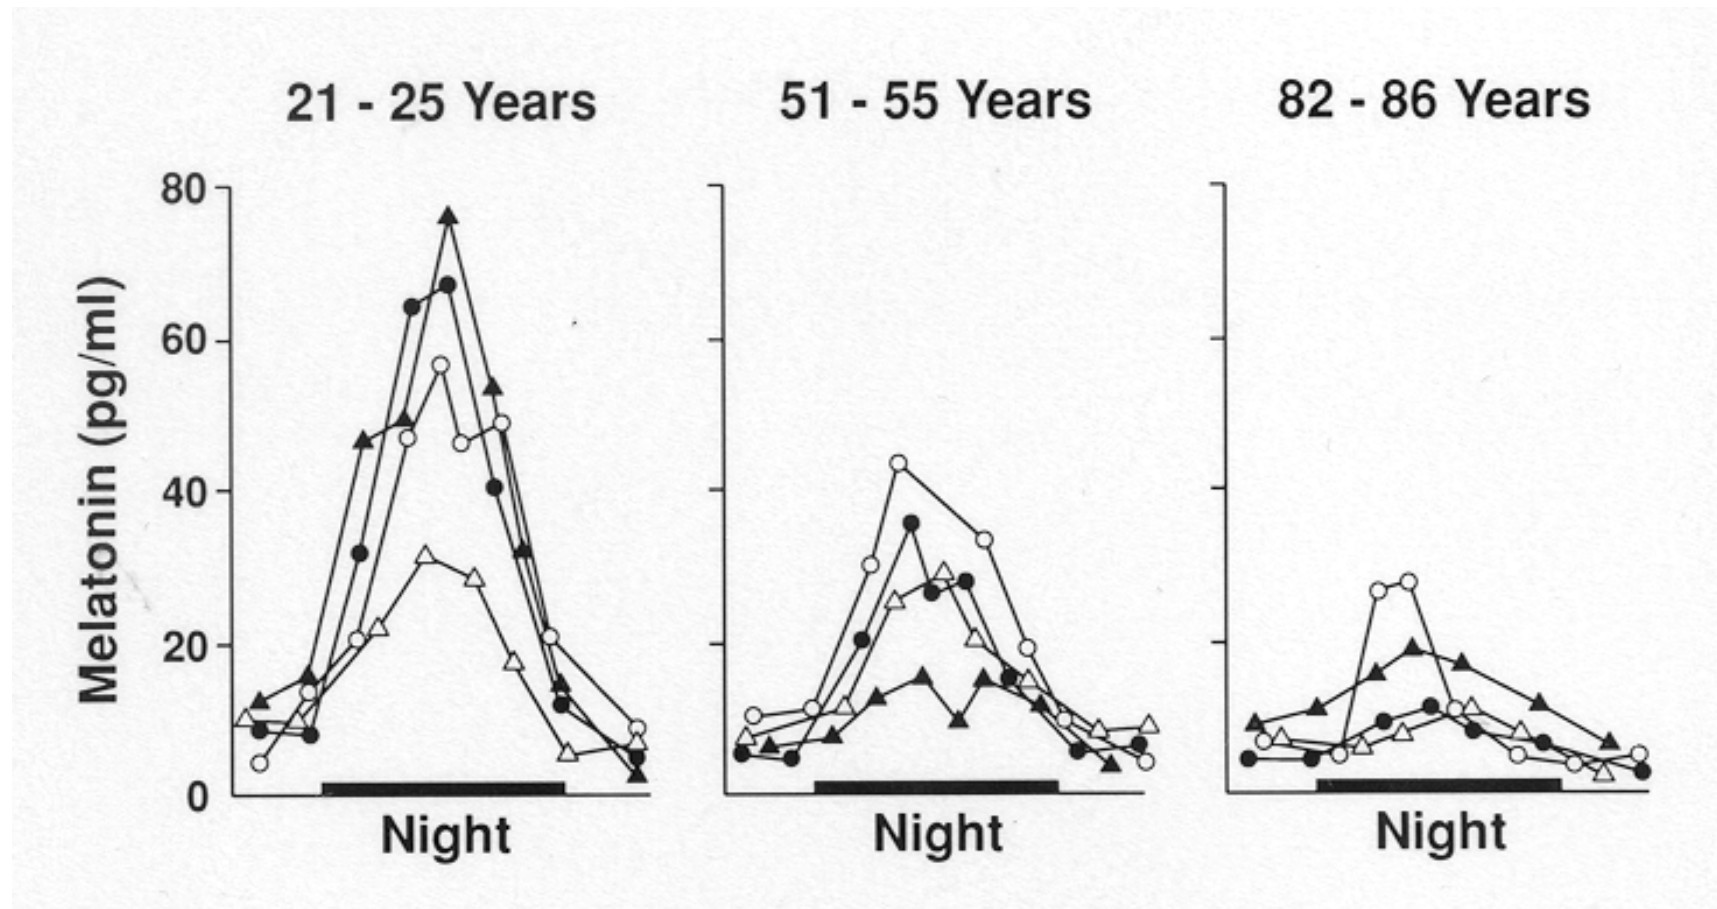 21 - 25 Years
51 - 55 Years
82 - 86 Years
Melatonin (pg/ml)
80
60
40
20
0
Night
Night
Night